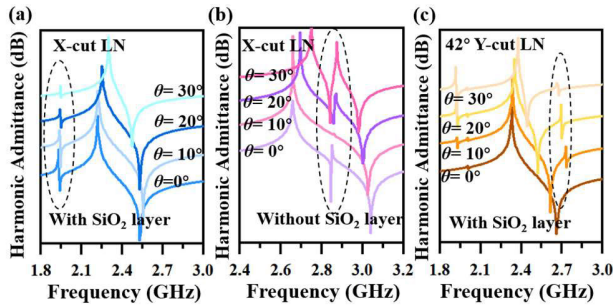 (a)
X-cut LN
θ= 30°
θ= 20°
θ= 10°
θ=0°
With SiO₂ layer
Harmonic Admittance (dB)
1.8 2.2 2.6 3.0
Frequency (GHz)
(b)
X-cut LN
θ= 30°
θ= 20°
θ= 10°
θ= 0°
Without SiO₂ layer
Harmonic Admittance (dB)
2.4 2.6 2.8 3.0 3.2
Frequency (GHz)
(c)
42° Y-cut LN
θ= 30°
θ= 20°
θ= 10°
θ= 0°
With SiO₂ layer
Harmonic Admittance (dB)
1.8 2.1 2.4 2.7 3.0
Frequency (GHz)